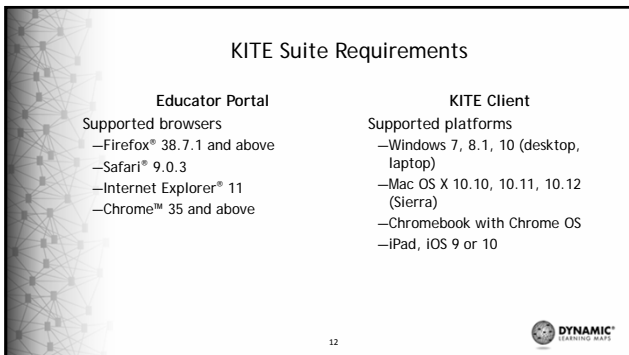 KITE Suite Requirements
Educator Portal
Supported browsers
—Firefox® 38.7.1 and above
—Safari® 9.0.3
—Internet Explorer® 11
—Chrome™ 35 and above
KITE Client
Supported platforms
—Windows 7, 8.1, 10 (desktop,
laptop)
—Mac OS X 10.10, 10.11, 10.12
(Sierra)
—Chromebook with Chrome OS
—iPad, iOS 9 or 10
12
DYNAMIC®
LEARNING MAPS